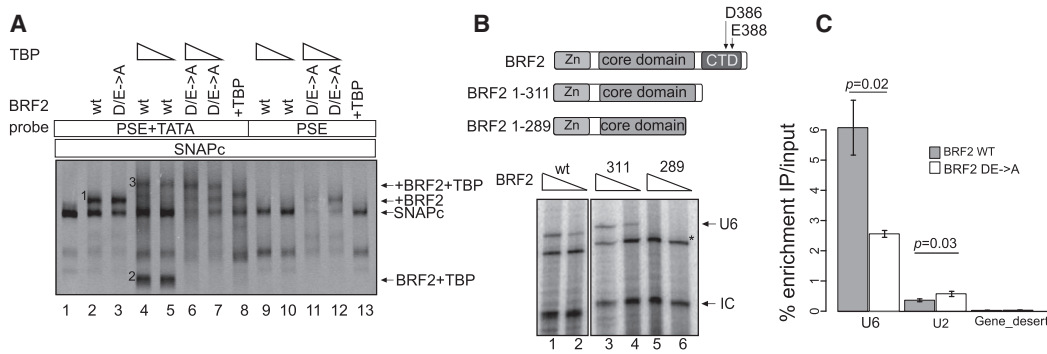 A
TBP
BRF2
wt
D/E->A
wt
wt
D/E->A
D/E->A
+TBP
wt
wt
D/E->A
D/E->A
+TBP
probe
PSE+TATA
PSE
SNAPc
1
3
2
+BRF2+TBP
+BRF2
SNAPc
BRF2+TBP
1 2 3 4 5 6 7 8 9 10 11 12 13
B
D386
E388
BRF2
Zn
core domain
CTD
BRF2 1-311
Zn
core domain
BRF2 1-289
Zn
core domain
BRF2
wt
311
289
U6
*
IC
1 2 3 4 5 6
C
% enrichment IP/input
0 1 2 3 4 5 6
p=0.02
p=0.03
BRF2 WT
BRF2 DE->A
U6
U2
Gene_desert